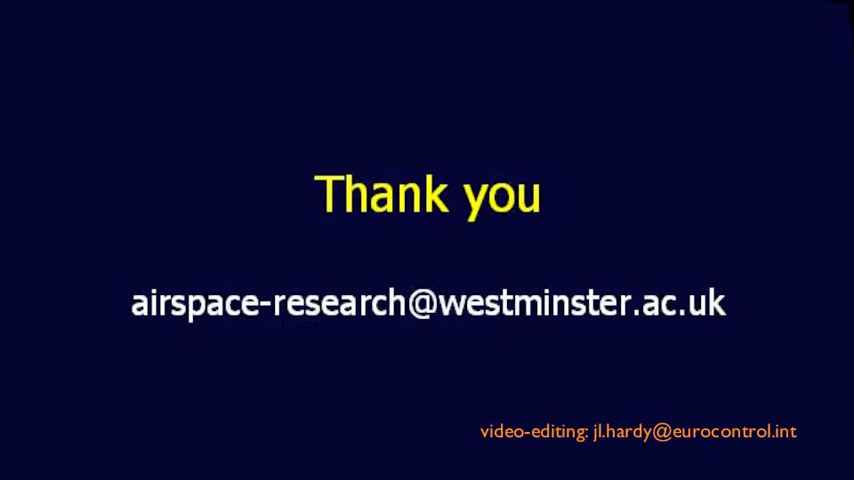 Thank you
airspace-research@westminster.ac.uk
video-editing: jl.hardy@eurocontrol.int